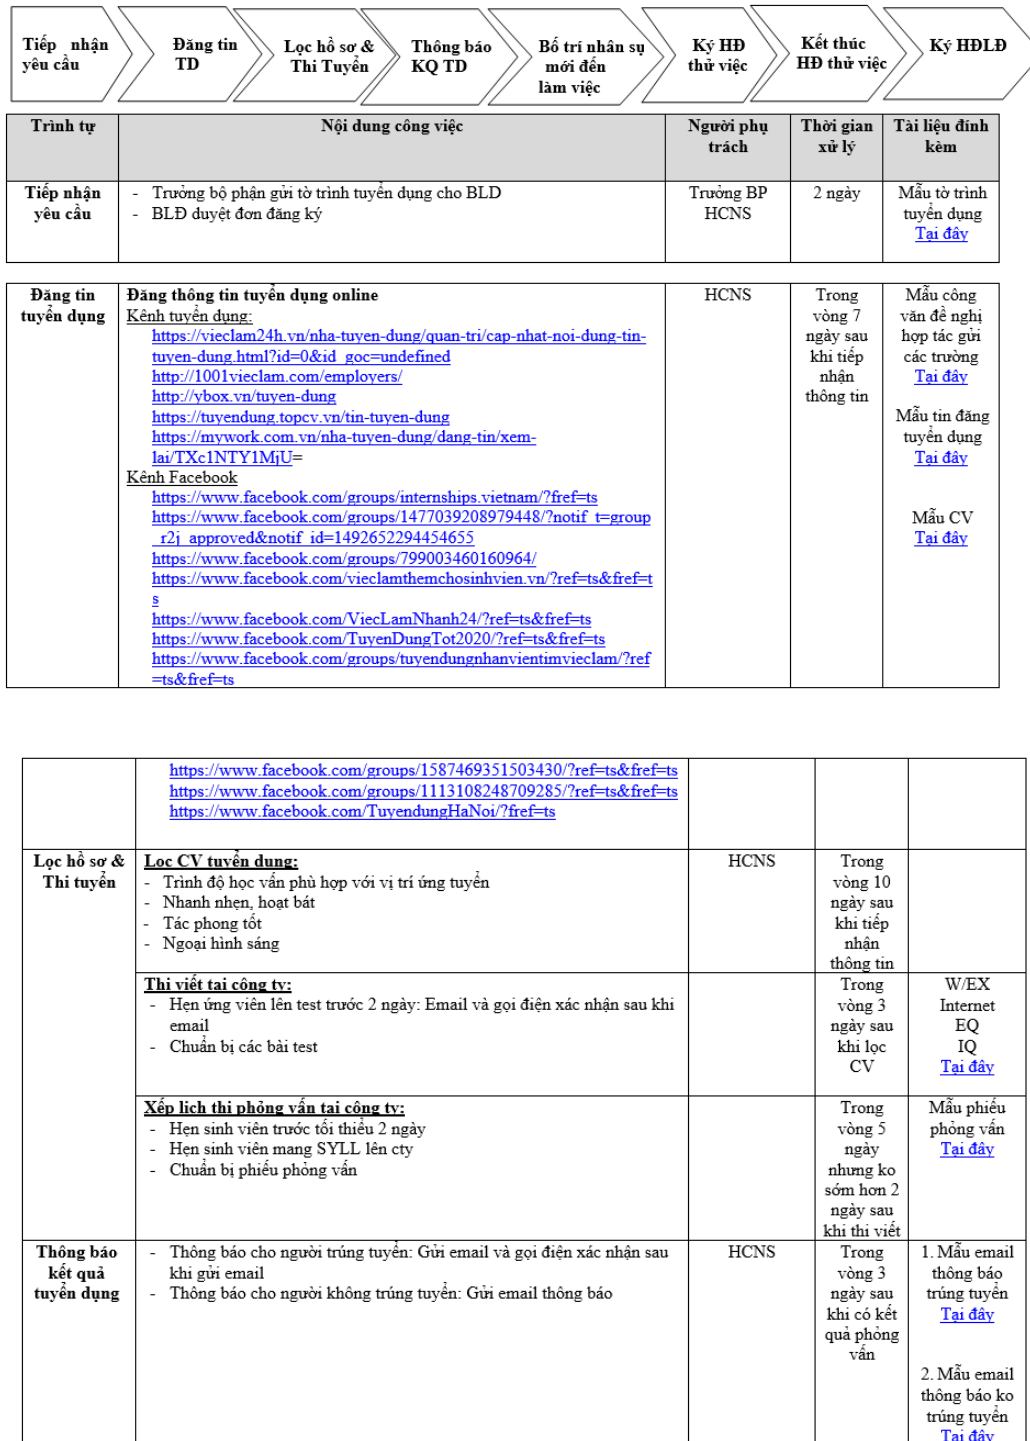 Tiếp nhận yêu cầu
Đăng tin TD
Lọc hồ sơ & Thi Tuyển
Thông báo KQ TD
Bố trí nhân sự mới đến làm việc
Ký HĐ thử việc
Kết thúc HĐ thử việc
Ký HĐLĐ
Trình tự
Nội dung công việc
Người phụ trách
Thời gian xử lý
Tài liệu đính kèm
Tiếp nhận yêu cầu
- Trưởng bộ phận gửi tờ trình tuyển dụng cho BLD
- BLĐ duyệt đơn đăng ký
Trưởng BP
HCNS
2 ngày
Mẫu tờ trình tuyển dụng
Tại đây
Đăng tin tuyển dụng
Đăng thông tin tuyển dụng online
Kênh tuyển dụng:
https://vieclam24h.vn/nha-tuyen-dung/quan-tri/cap-nhat-noi-dung-tin-
tuyen-dung.html?id=0&id_goc=undefined
http://1001vieclam.com/employers/
http://ybox.vn/tuyen-dung
https://tuyendung.topcv.vn/tin-tuyen-dung
https://mywork.com.vn/nha-tuyen-dung/dang-tin/xem-
lai/TXc1NTY1MjU=
Kênh Facebook
https://www.facebook.com/groups/internships.vietnam/?fref=ts
https://www.facebook.com/groups/1477039208979448/?notif_t=group
_r2j_approved&notif_id=1492652294454655
https://www.facebook.com/groups/799003460160964/
https://www.facebook.com/vieclamthemchosinhvien.vn/?ref=ts&fref=t
s
https://www.facebook.com/ViecLamNhanh24/?ref=ts&fref=ts
https://www.facebook.com/TuyenDungTot2020/?ref=ts&fref=ts
https://www.facebook.com/groups/tuyendungnhanvientimvieclam/?ref
=ts&fref=ts
HCNS
Trong vòng 7 ngày sau khi tiếp nhận thông tin
Mẫu công văn đề nghị hợp tác gửi các trường
Tại đây
Mẫu tin đăng tuyển dụng
Tại đây
Mẫu CV
Tại đây
https://www.facebook.com/groups/1587469351503430/?ref=ts&fref=ts
https://www.facebook.com/groups/1113108248709285/?ref=ts&fref=ts
https://www.facebook.com/TuyendungHaNoi/?fref=ts
Lọc hồ sơ & Thi tuyển
Lọc CV tuyển dụng:
- Trình độ học vấn phù hợp với vị trí ứng tuyển
- Nhanh nhẹn, hoạt bát
- Tác phong tốt
- Ngoại hình sáng
HCNS
Trong vòng 10 ngày sau khi tiếp nhận thông tin
Thi viết tại công ty:
- Hẹn ứng viên lên test trước 2 ngày: Email và gọi điện xác nhận sau khi
email
- Chuẩn bị các bài test
Trong vòng 3 ngày sau khi lọc CV
W/EX
Internet
EQ
IQ
Tại đây
Xếp lịch thi phỏng vấn tại công ty:
- Hẹn sinh viên trước tối thiểu 2 ngày
- Hẹn sinh viên mang SYLL lên cty
- Chuẩn bị phiếu phỏng vấn
Trong vòng 5 ngày nhưng ko sớm hơn 2 ngày sau khi thi viết
Mẫu phiếu phỏng vấn
Tại đây
Thông báo kết quả tuyển dụng
- Thông báo cho người trúng tuyển: Gửi email và gọi điện xác nhận sau
khi gửi email
- Thông báo cho người không trúng tuyển: Gửi email thông báo
HCNS
Trong vòng 3 ngày sau khi có kết quả phỏng vấn
1. Mẫu email thông báo trúng tuyển
Tại đây
2. Mẫu email thông báo ko trúng tuyển
Tại đây